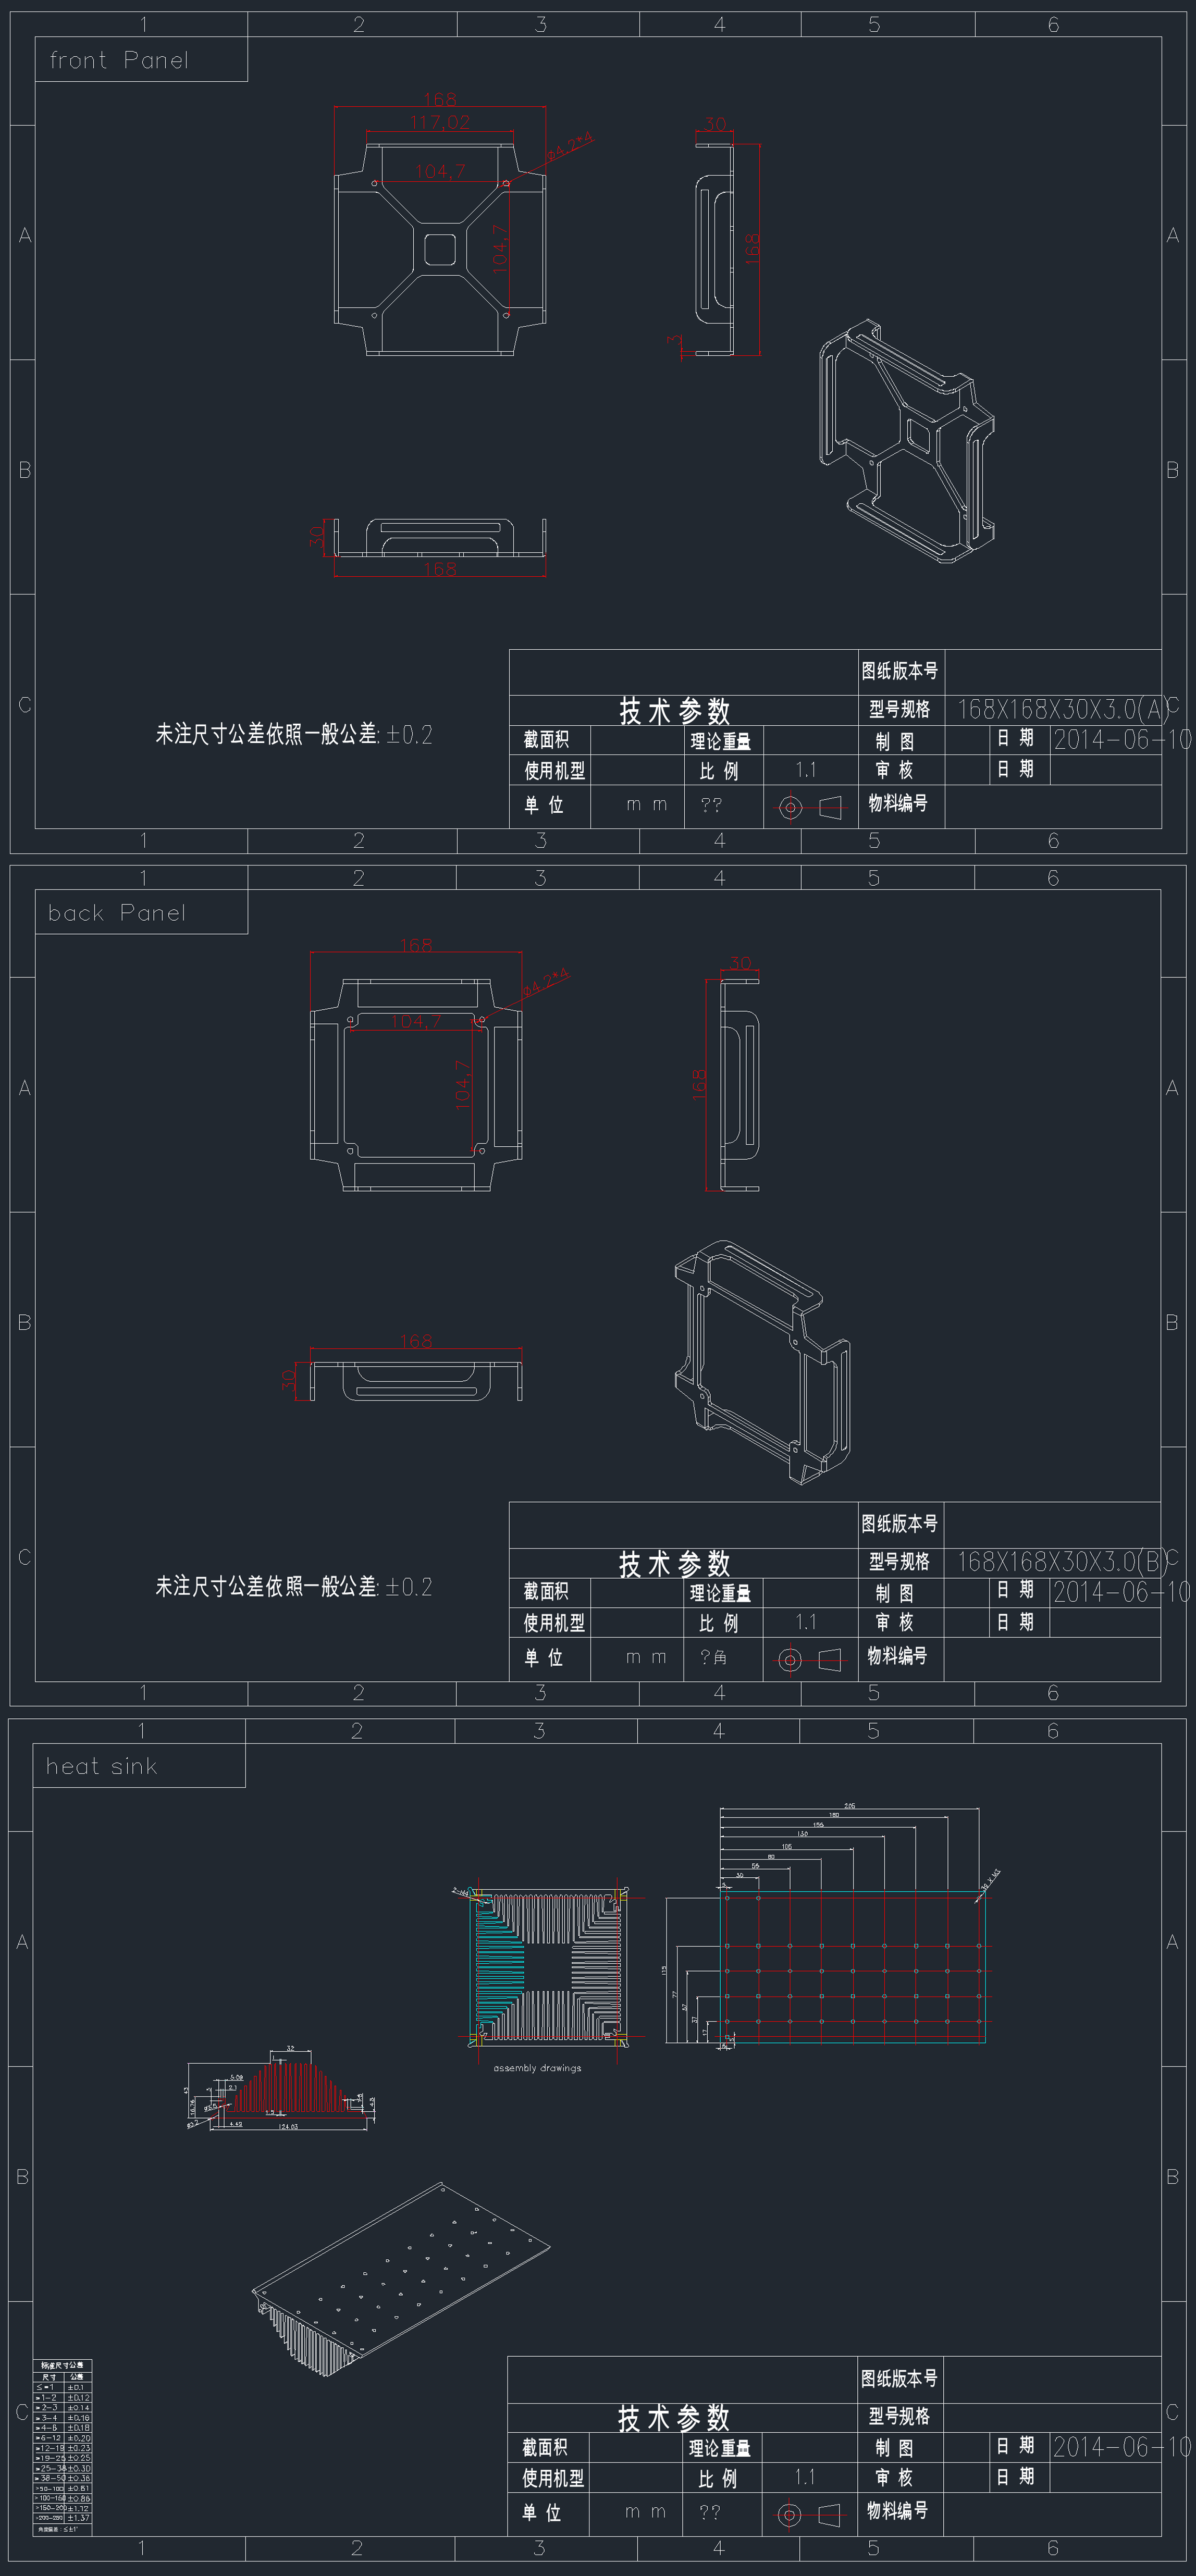 1 2 3 4 5 6
front Panel
168
117,02
30
Ø4.2*4
104,7
104,7
168
A A
3
B B
30
168
C C
图纸版本号
技术参数 型号规格 168X168X30X3.0(A)
未注尺寸公差依照一般公差:±0.2
截面积 理论重量 制 图 日 期 2014-06-10
使用机型 比 例 1.1 审 核 日 期
单 位 m m ?? 物料编号
1 2 3 4 5 6
1 2 3 4 5 6
back Panel
168
30
Ø4.2*4
104,7
104,7
168
A A
B B
168
30
C C
图纸版本号
技术参数 型号规格 168X168X30X3.0(B)
未注尺寸公差依照一般公差:±0.2
截面积 理论重量 制 图 日 期 2014-06-10
使用机型 比 例 1.1 审 核 日 期
单 位 m m ?角 物料编号
1 2 3 4 5 6
1 2 3 4 5 6
heat sink
205
180
130
105
80
30
A A
77
37
17
assembly drawings
32
43
2.1
124.03
B B
C C
标准尺寸公差
尺寸 公差
±0.1
1-2 ±0.12
2-3 ±0.14
3-4 ±0.16
4-6 ±0.18
6-12 ±0.20
12-19 ±0.23
19-25 ±0.25
25-38 ±0.30
38-50 ±0.36
±0.61
±0.86
±1.12
±1.37
图纸版本号
技术参数 型号规格
截面积 理论重量 制 图 日 期 2014-06-10
使用机型 比 例 1.1 审 核 日 期
单 位 m m ?? 物料编号
1 2 3 4 5 6